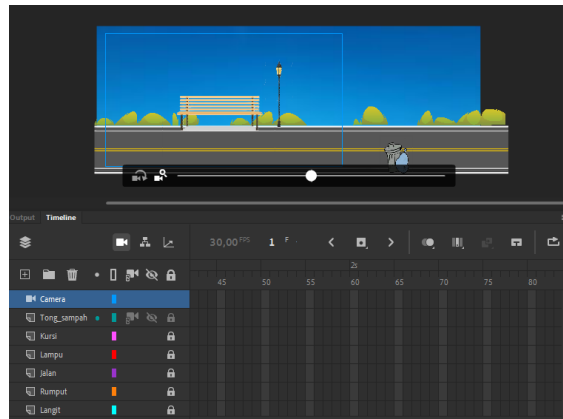 Output Timeline
30,00 FPS 1 F
2s
45 50 55 60 65 70 75 80
Camera
Tong_sampah
Kursi
Lampu
Jalan
Rumput
Langit